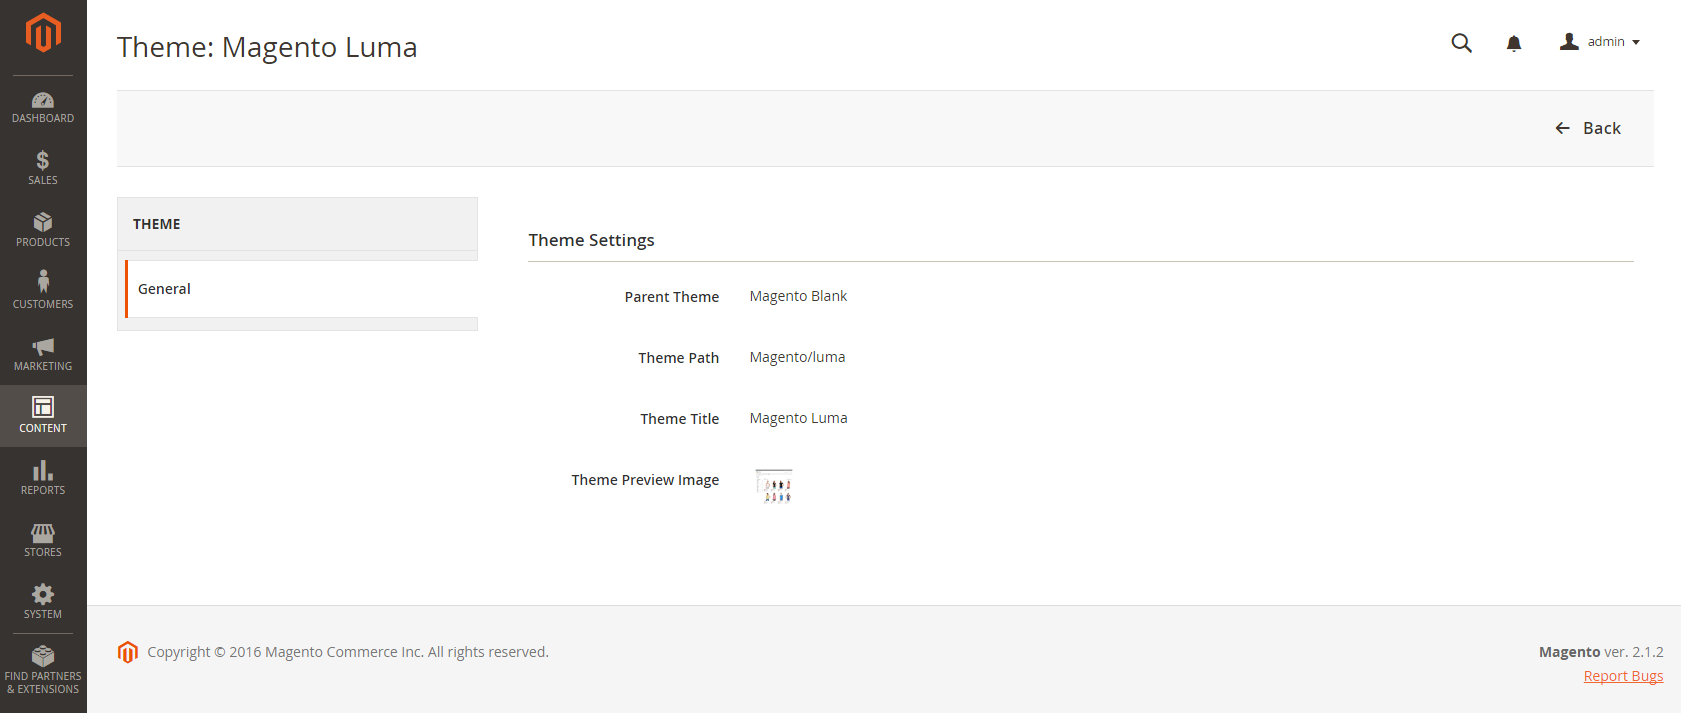 Theme: Magento Luma
admin
Back
DASHBOARD
SALES
PRODUCTS
CUSTOMERS
MARKETING
CONTENT
REPORTS
STORES
SYSTEM
FIND PARTNERS
& EXTENSIONS
THEME
General
Theme Settings
Parent Theme Magento Blank
Theme Path Magento/luma
Theme Title Magento Luma
Theme Preview Image
Copyright © 2016 Magento Commerce Inc. All rights reserved.
Magento ver. 2.1.2
Report Bugs